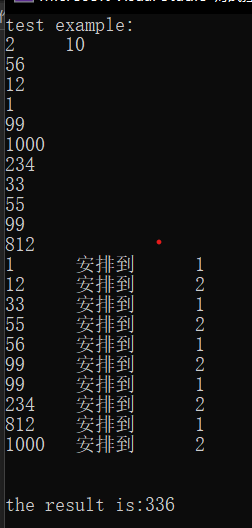 test example:
2 10
56
12
1
99
1000
234
33
55
99
812
1 安排到 1
12 安排到 2
33 安排到 1
55 安排到 2
56 安排到 1
99 安排到 2
99 安排到 1
234 安排到 2
812 安排到 1
1000 安排到 2
the result is:336